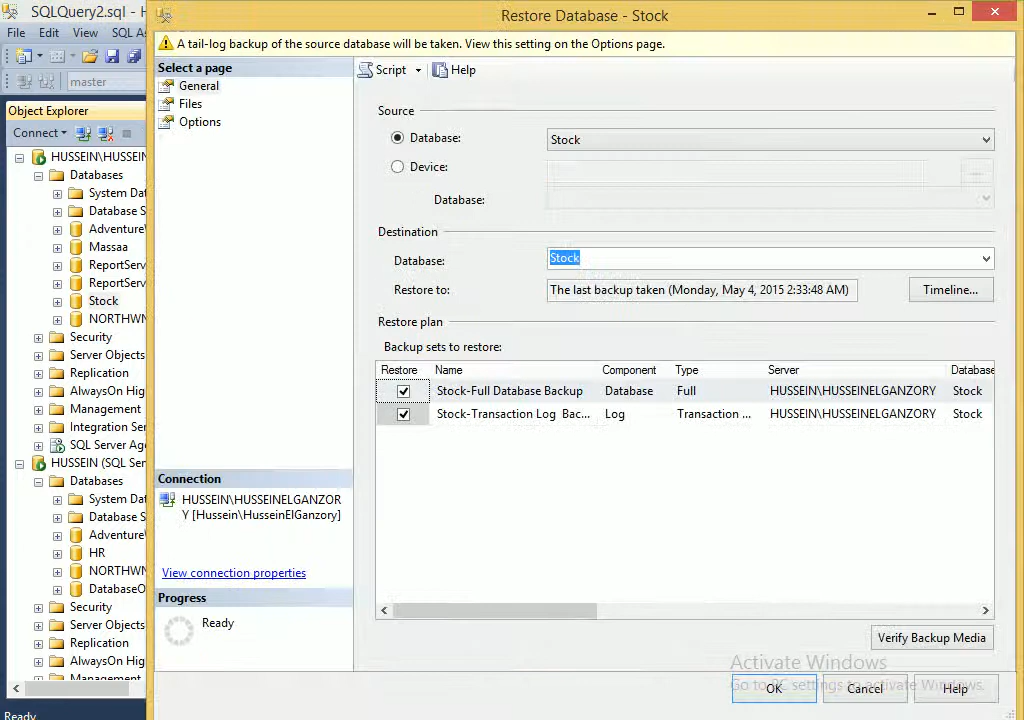 SQLQuery2.sql - H
Restore Database - Stock
File Edit View SQL As
A tail-log backup of the source database will be taken. View this setting on the Options page.
master
Select a page
General
Files
Options
Script
Help
Object Explorer
Connect
HUSSEIN\HUSSEIN
Databases
System Dat
Database S
Adventure
Massaa
ReportServ
ReportServ
Stock
NORTHWN
Security
Server Objects
Replication
AlwaysOn Hig
Management
Integration Ser
SQL Server Age
HUSSEIN (SQL Ser
Databases
System Dat
Database S
Adventure
HR
NORTHWN
DatabaseO
Security
Server Objects
Replication
AlwaysOn Hig
Management
Ready
Source
Database: Stock
Device:
Database:
Destination
Database: Stock
Restore to: The last backup taken (Monday, May 4, 2015 2:33:48 AM) Timeline...
Restore plan
Backup sets to restore:
Restore Name Component Type Server Database
Stock-Full Database Backup Database Full HUSSEIN\HUSSEINELGANZORY Stock
Stock-Transaction Log Bac... Log Transaction ... HUSSEIN\HUSSEINELGANZORY Stock
Connection
HUSSEIN\HUSSEINELGANZOR
Y [Hussein\HusseinElGanzory]
View connection properties
Progress
Ready
Verify Backup Media
Activate Windows
Go to PC settings to activate Windows.
OK Cancel Help